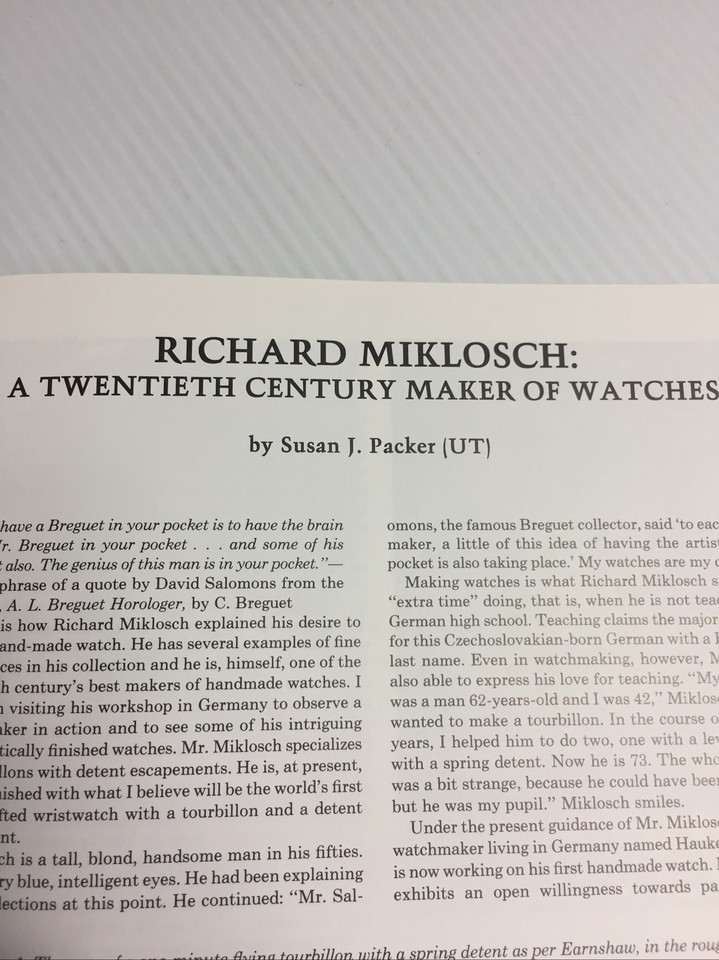 RICHARD MIKLOSCH:
A TWENTIETH CENTURY MAKER OF WATCHES
by Susan J. Packer (UT)
have a Breguet in your pocket is to have the brain
r. Breguet in your pocket . . . and some of his
also. The genius of this man is in your pocket."—
phrase of a quote by David Salomons from the
, A. L. Breguet Horologer, by C. Breguet
is how Richard Miklosch explained his desire to
and-made watch. He has several examples of fine
ces in his collection and he is, himself, one of the
h century's best makers of handmade watches. I
visiting his workshop in Germany to observe a
aker in action and to see some of his intriguing
tically finished watches. Mr. Miklosch specializes
llons with detent escapements. He is, at present,
ished with what I believe will be the world's first
fted wristwatch with a tourbillon and a detent
nt.
ch is a tall, blond, handsome man in his fifties.
ry blue, intelligent eyes. He had been explaining
lections at this point. He continued: "Mr. Sal-
omons, the famous Breguet collector, said 'to eac
maker, a little of this idea of having the artis
pocket is also taking place.' My watches are my
Making watches is what Richard Miklosch s
"extra time" doing, that is, when he is not tea
German high school. Teaching claims the major
for this Czechoslovakian-born German with a
last name. Even in watchmaking, however, M
also able to express his love for teaching. "My
was a man 62-years-old and I was 42," Miklos
wanted to make a tourbillon. In the course o
years, I helped him to do two, one with a le
with a spring detent. Now he is 73. The who
was a bit strange, because he could have bee
but he was my pupil." Miklosch smiles.
Under the present guidance of Mr. Miklos
watchmaker living in Germany named Hauke
is now working on his first handmade watch.
exhibits an open willingness towards pa
one minute flying tourbillon with a spring detent as per Earnshaw, in the roug